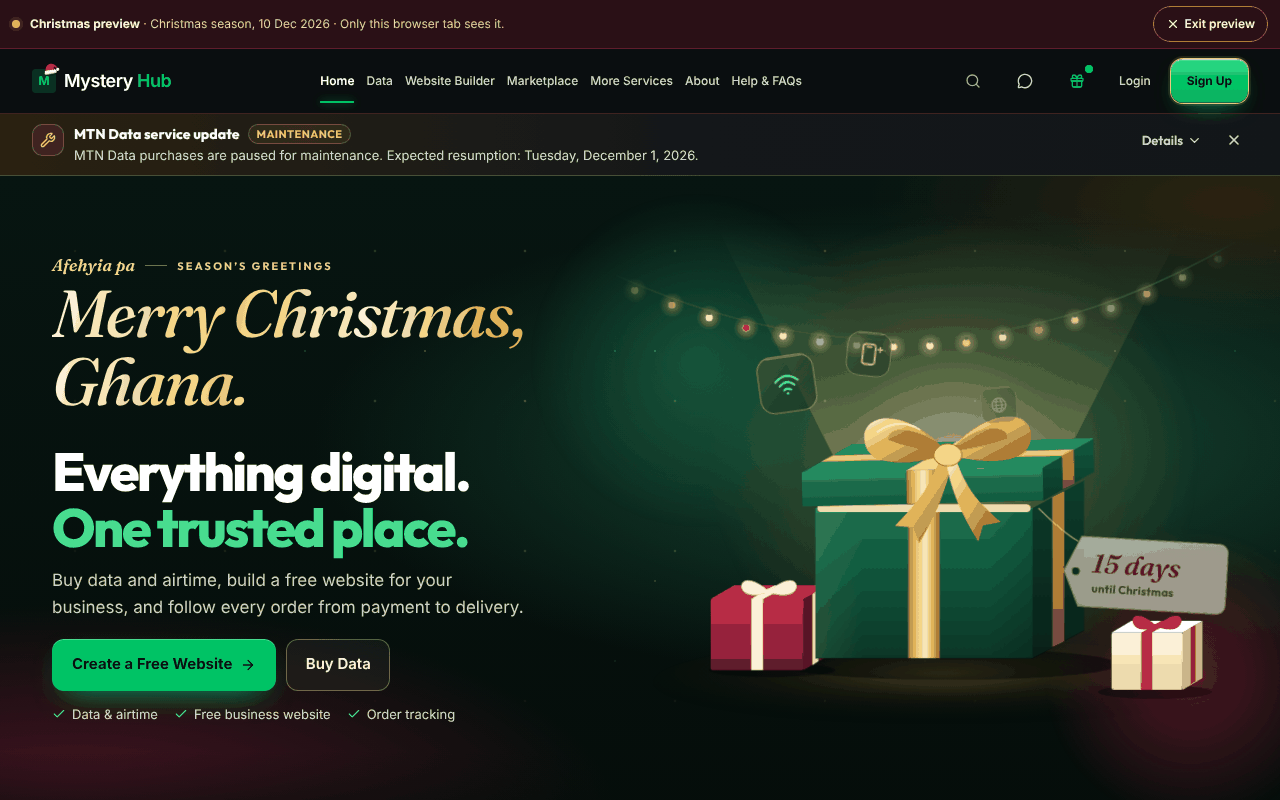 Christmas preview · Christmas season, 10 Dec 2026 · Only this browser tab sees it.
Exit preview
M Mystery Hub
Home Data Website Builder Marketplace More Services About Help & FAQs
Login
Sign Up
MTN Data service update MAINTENANCE
MTN Data purchases are paused for maintenance. Expected resumption: Tuesday, December 1, 2026.
Details
Afehyia pa — SEASON'S GREETINGS
Merry Christmas,
Ghana.
Everything digital.
One trusted place.
Buy data and airtime, build a free website for your
business, and follow every order from payment to delivery.
Create a Free Website →
Buy Data
Data & airtime
Free business website
Order tracking
15 days
until Christmas